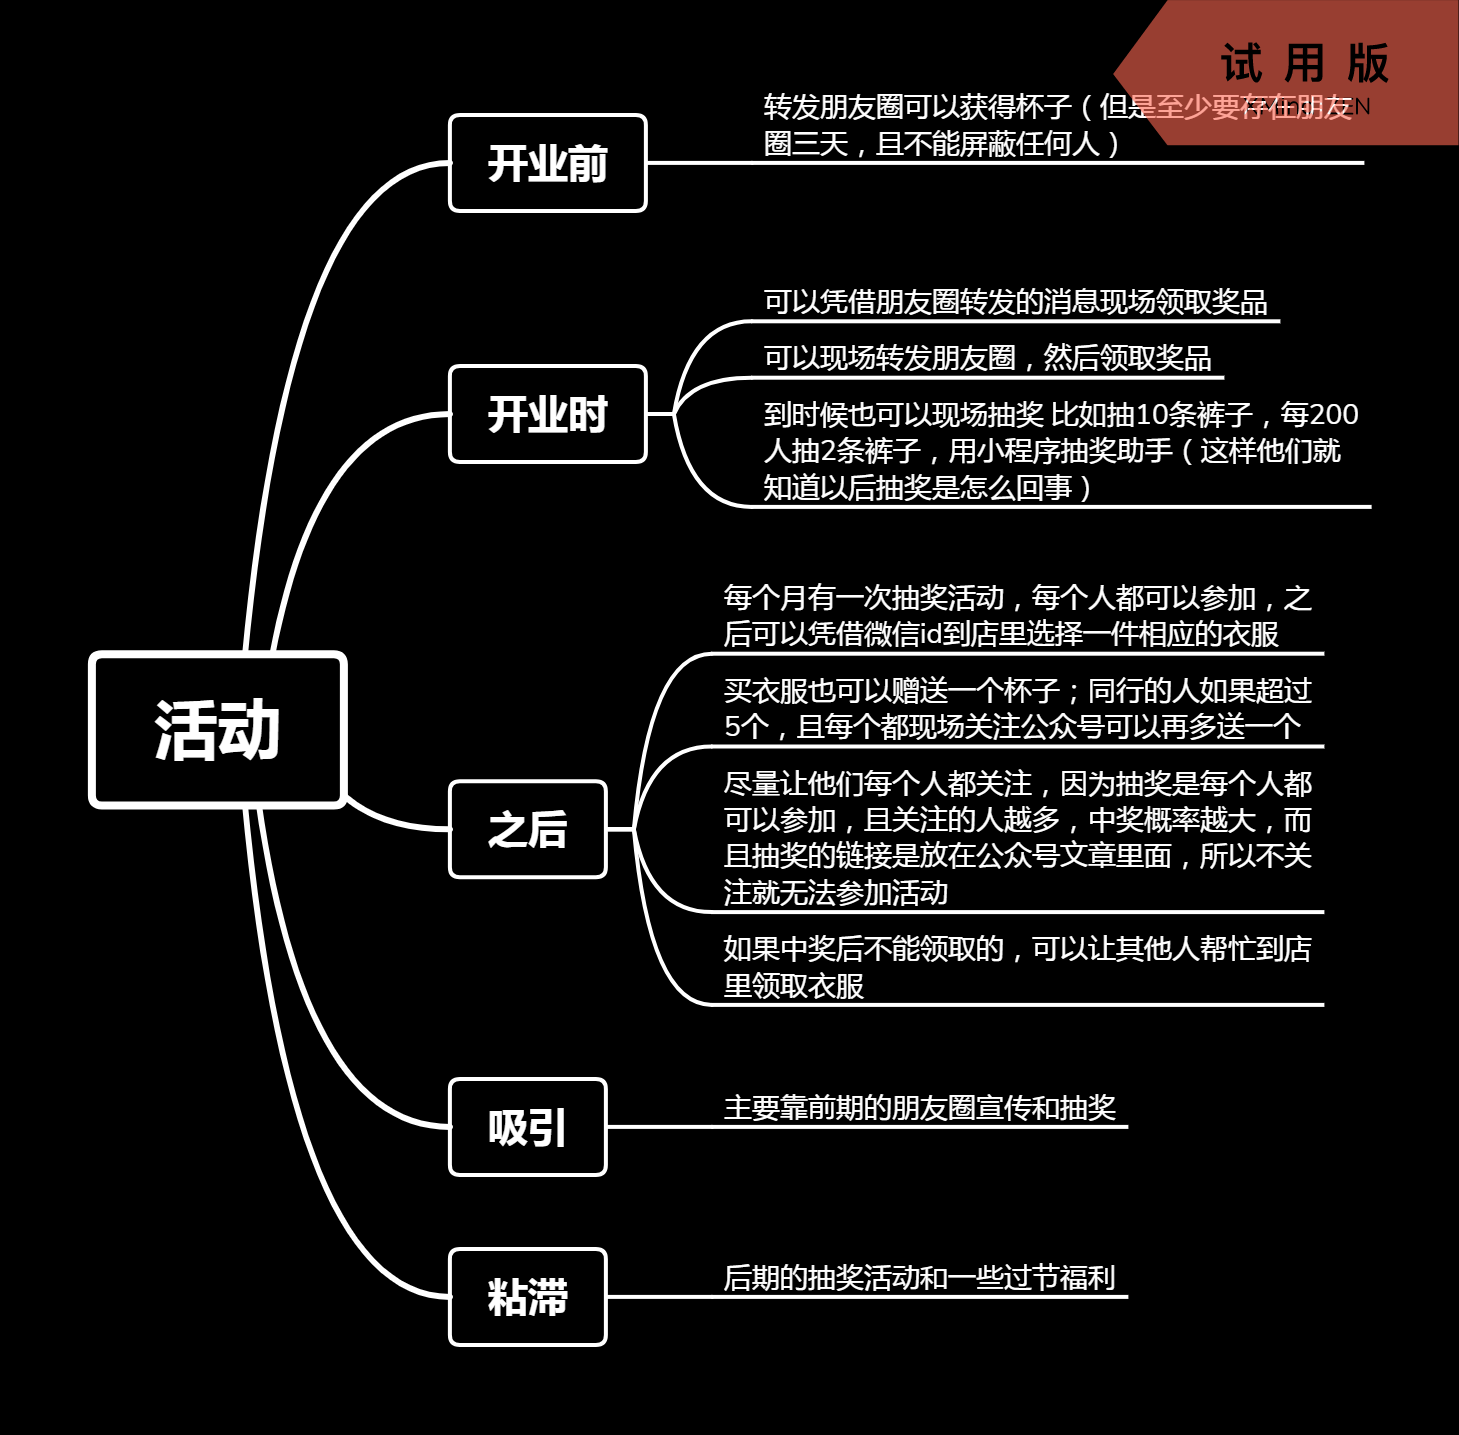 试用版
开业前
转发朋友圈可以获得杯子（但是至少要存在朋友
圈三天，且不能屏蔽任何人）
开业时
可以凭借朋友圈转发的消息现场领取奖品
可以现场转发朋友圈，然后领取奖品
到时候也可以现场抽奖 比如抽10条裤子，每200
人抽2条裤子，用小程序抽奖助手（这样他们就
知道以后抽奖是怎么回事）
活动
之后
每个月有一次抽奖活动，每个人都可以参加，之
后可以凭借微信id到店里选择一件相应的衣服
买衣服也可以赠送一个杯子；同行的人如果超过
5个，且每个都现场关注公众号可以再多送一个
尽量让他们每个人都关注，因为抽奖是每个人都
可以参加，且关注的人越多，中奖概率越大，而
且抽奖的链接是放在公众号文章里面，所以不关
注就无法参加活动
如果中奖后不能领取的，可以让其他人帮忙到店
里领取衣服
吸引
主要靠前期的朋友圈宣传和抽奖
粘滞
后期的抽奖活动和一些过节福利